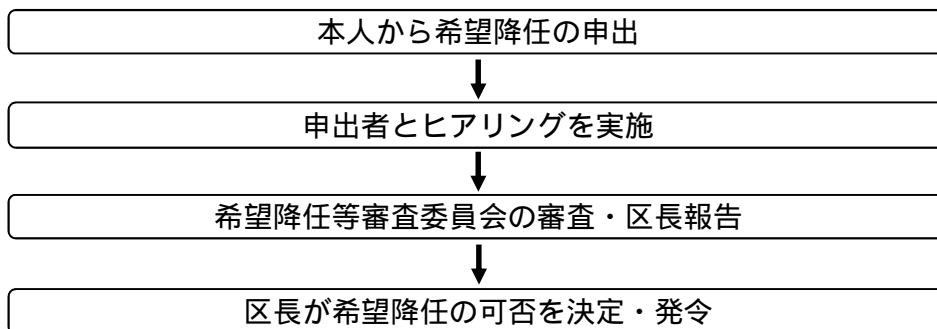 本人から希望降任の申出
申出者とヒアリングを実施
希望降任等審査委員会の審査・区長報告
区長が希望降任の可否を決定・発令